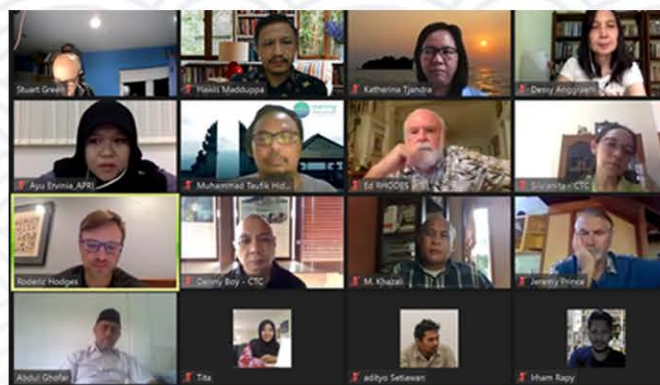 Stuart Green
Hawis Madduppa
Katherina Tjandra
Dessy Anggraeni
Ayu Ervinia_APRI
Muhammad Taufik Hid...
Ed RHODES
Silvianita - CTC
Roderic Hodges
Denny Boy - CTC
M. Khazali
Jeremy Prince
Abdul Ghofar
Tita
adityo Setiawan
Irham Rapy